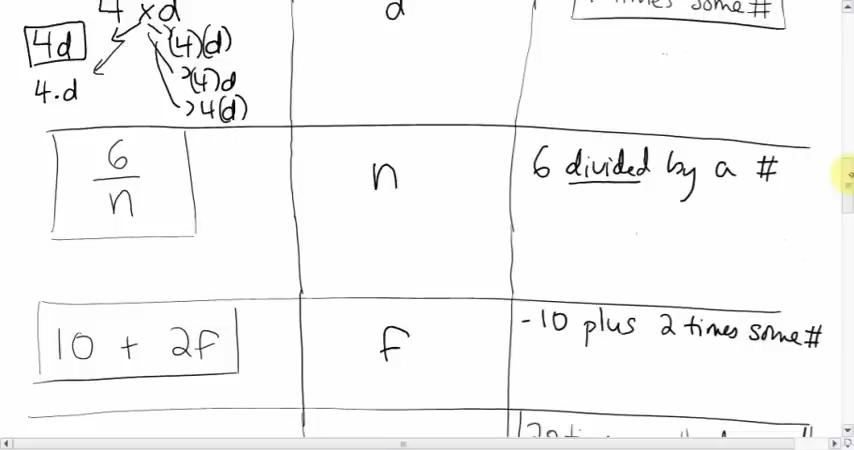 4 × d
d
4 times some #
4d
(4)(d)
(4)d
4·d
4(d)
6
n
n
6 divided by a #
10 + 2f
f
-10 plus 2 times some #